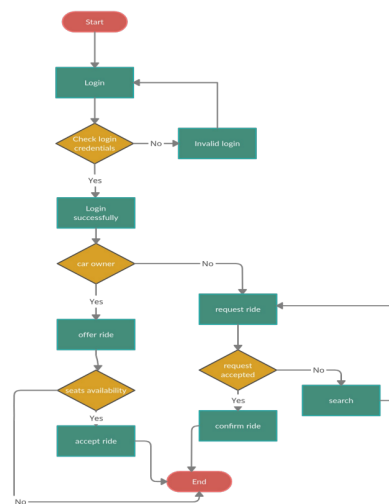 Start
Login
Check login
credentials
No
Invalid login
Yes
Login
successfully
car owner
No
Yes
request ride
offer ride
request
accepted
No
seats availability
Yes
search
Yes
accept ride
confirm ride
End
No